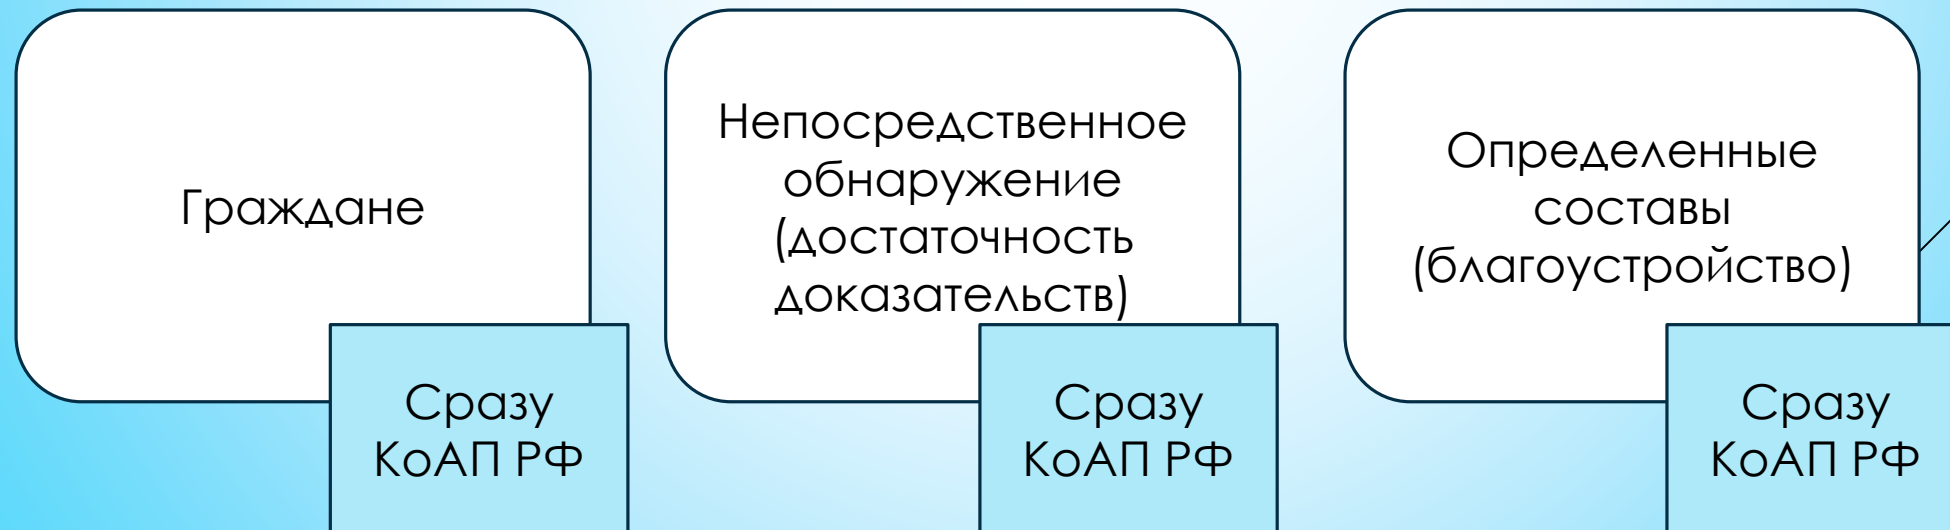 Граждане
Непосредственное
обнаружение
(достаточность
доказательств)
Определенные
составы
(благоустройство)
Сразу
КоАП РФ
Сразу
КоАП РФ
Сразу
КоАП РФ